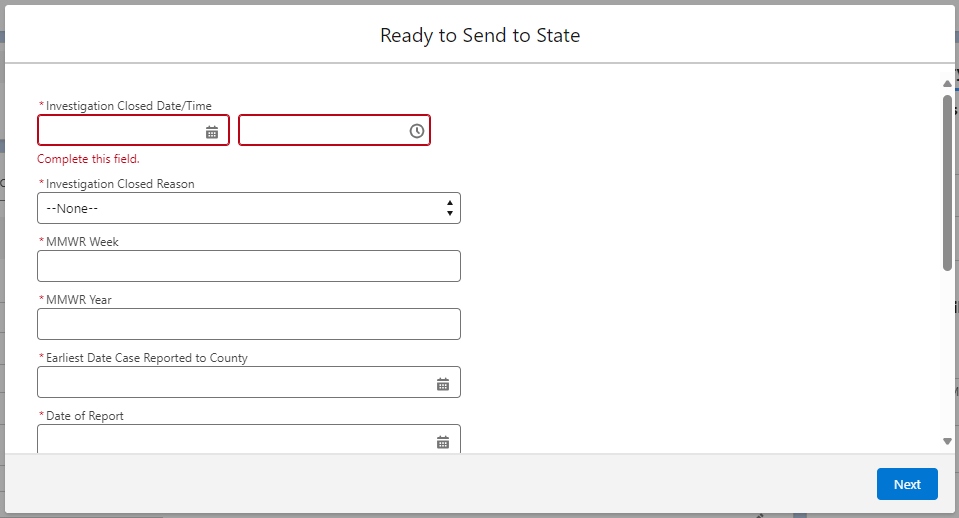 Ready to Send to State
*Investigation Closed Date/Time
Complete this field.
*Investigation Closed Reason
--None--
*MMWR Week
*MMWR Year
*Earliest Date Case Reported to County
*Date of Report
Next